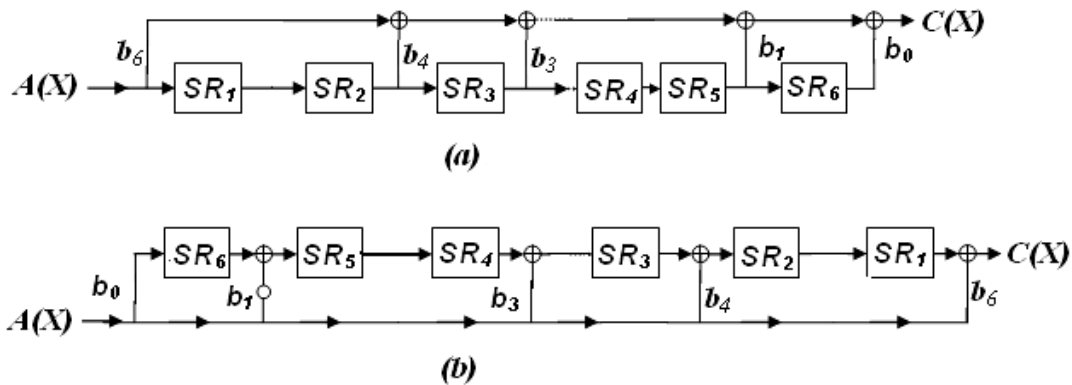 C(X)
b6 b4 b3 b1 b0
A(X) SR1 SR2 SR3 SR4 SR5 SR6
(a)
SR6 SR5 SR4 SR3 SR2 SR1 C(X)
b0 b1 b3 b4 b6
A(X)
(b)